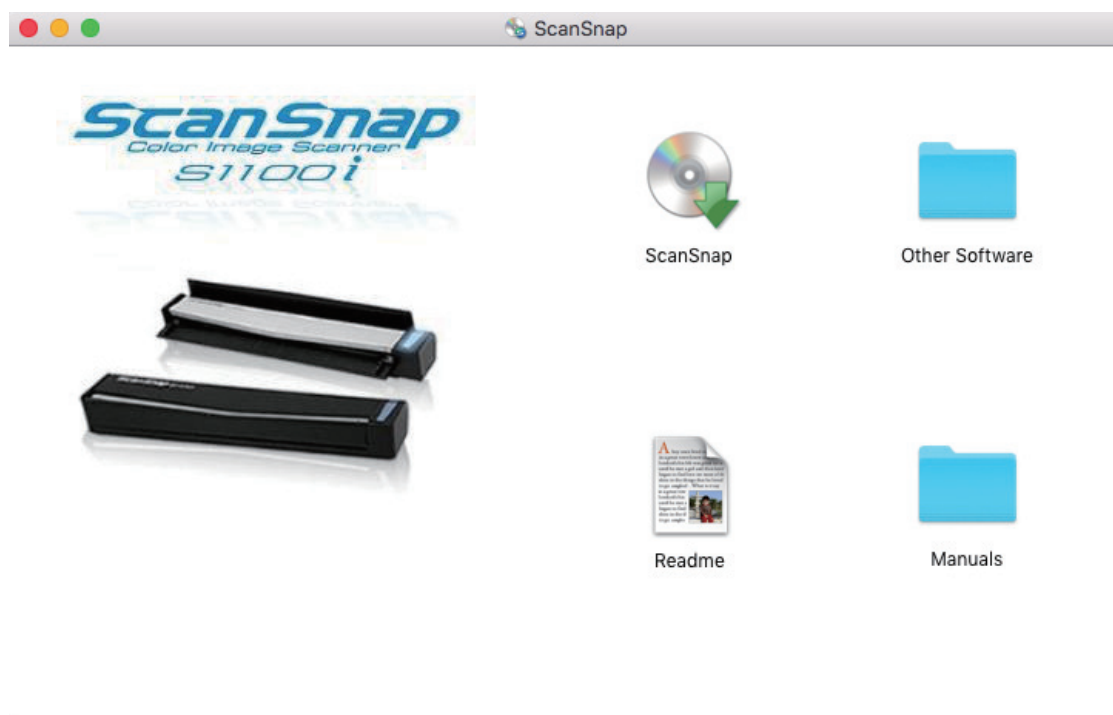 ScanSnap
ScanSnap
Color Image Scanner
S1100i
ScanSnap
Other Software
Readme
Manuals